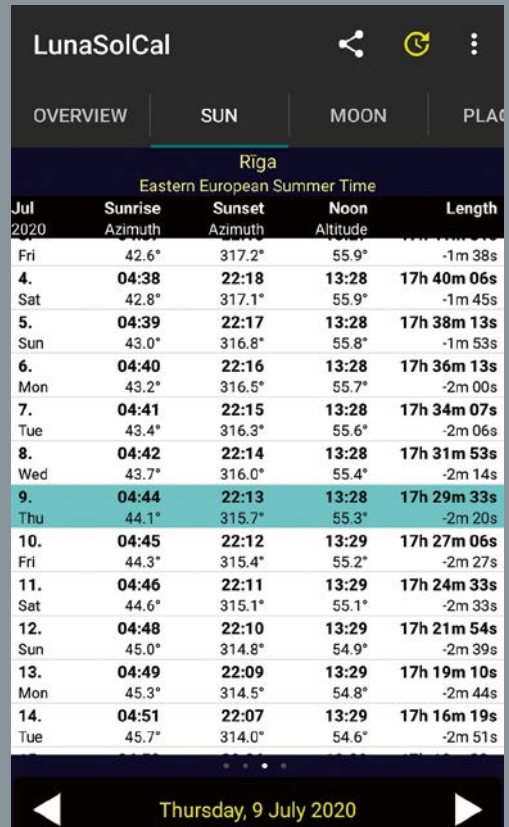 LunaSolCal
OVERVIEW SUN MOON PLAC
Rīga
Eastern European Summer Time
Jul Sunrise Sunset Noon Length
2020 Azimuth Azimuth Altitude
Fri 42.6° 317.2° 55.9° -1m 38s
4. 04:38 22:18 13:28 17h 40m 06s
Sat 42.8° 317.1° 55.9° -1m 45s
5. 04:39 22:17 13:28 17h 38m 13s
Sun 43.0° 316.8° 55.8° -1m 53s
6. 04:40 22:16 13:28 17h 36m 13s
Mon 43.2° 316.5° 55.7° -2m 00s
7. 04:41 22:15 13:28 17h 34m 07s
Tue 43.4° 316.3° 55.6° -2m 06s
8. 04:42 22:14 13:28 17h 31m 53s
Wed 43.7° 316.0° 55.4° -2m 14s
9. 04:44 22:13 13:28 17h 29m 33s
Thu 44.1° 315.7° 55.3° -2m 20s
10. 04:45 22:12 13:29 17h 27m 06s
Fri 44.3° 315.4° 55.2° -2m 27s
11. 04:46 22:11 13:29 17h 24m 33s
Sat 44.6° 315.1° 55.1° -2m 33s
12. 04:48 22:10 13:29 17h 21m 54s
Sun 45.0° 314.8° 54.9° -2m 39s
13. 04:49 22:09 13:29 17h 19m 10s
Mon 45.3° 314.5° 54.8° -2m 44s
14. 04:51 22:07 13:29 17h 16m 19s
Tue 45.7° 314.0° 54.6° -2m 51s
Thursday, 9 July 2020